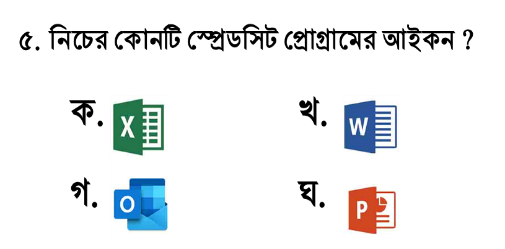 ৫. নিচের কোনটি স্প্রেডসিট প্রোগ্রামের আইকন ?
ক. X
খ. W
গ. O
ঘ. P